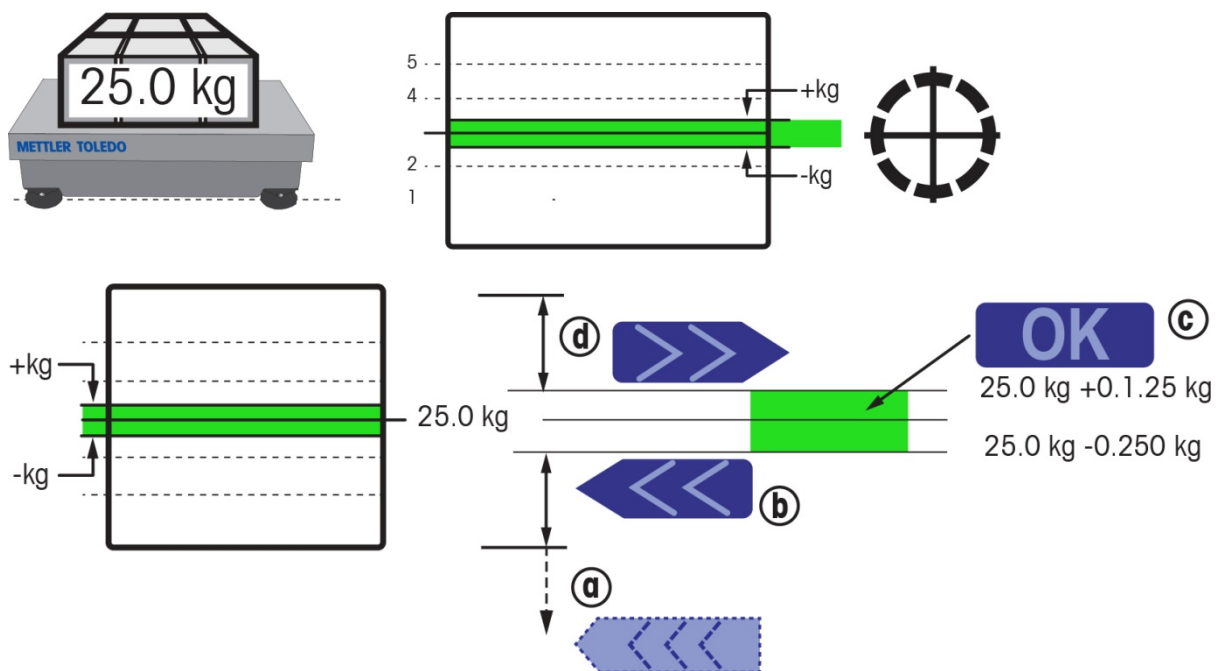 25.0 kg
METTLER TOLEDO
5
4
2
1
+kg
-kg
+kg
-kg
25.0 kg
d
OK
c
25.0 kg +0.1.25 kg
25.0 kg -0.250 kg
b
a